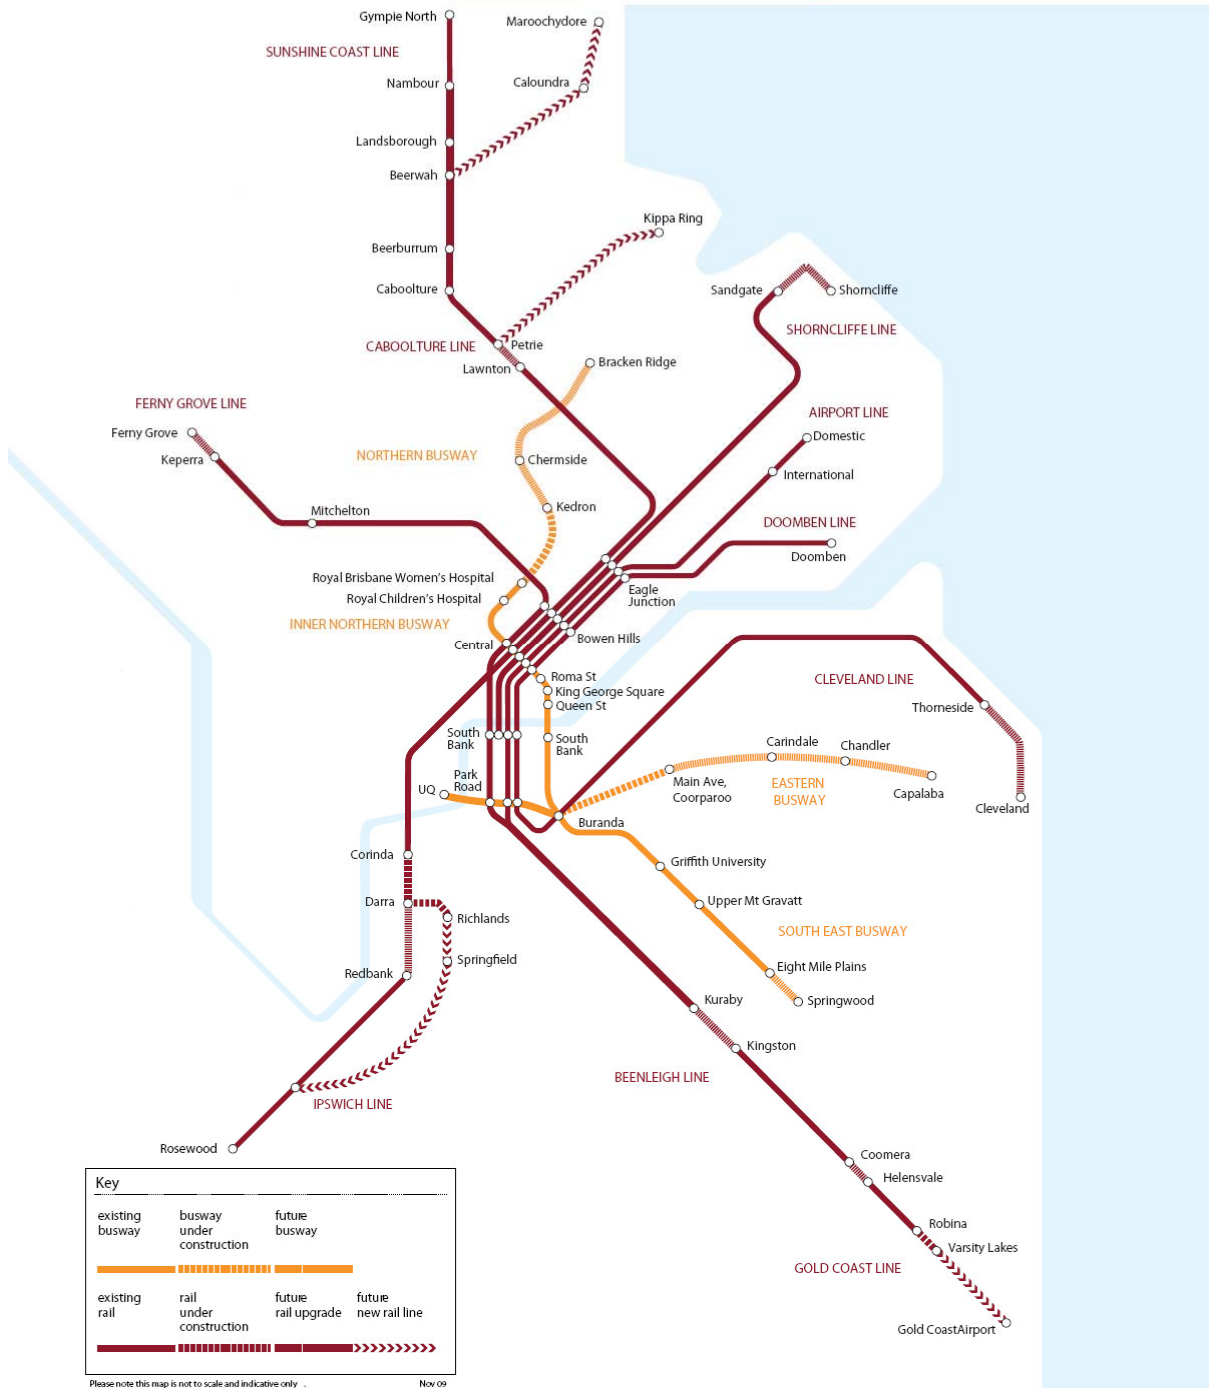 Gympie North
Maroochydore
SUNSHINE COAST LINE
Nambour
Caloundra
Landsborough
Beerwah
Kippa Ring
Beerburrum
Caboolture
Sandgate
Shorncliffe
SHORNCLIFFE LINE
CABOOLTURE LINE
Petrie
Lawnton
Bracken Ridge
FERNY GROVE LINE
AIRPORT LINE
Ferny Grove
Domestic
Keperra
NORTHERN BUSWAY
Chermside
International
Mitchelton
Kedron
DOOMBEN LINE
Doomben
Royal Brisbane Women's Hospital
Royal Children's Hospital
Eagle
Junction
INNER NORTHERN BUSWAY
Central
Bowen Hills
Roma St
King George Square
Queen St
CLEVELAND LINE
Thorneside
South
Bank
South
Bank
Carindale
Chandler
Park
Road
UQ
Main Ave,
Coorparoo
EASTERN
BUSWAY
Capalaba
Cleveland
Buranda
Corinda
Griffith University
Darra
Upper Mt Gravatt
Richlands
SOUTH EAST BUSWAY
Springfield
Redbank
Eight Mile Plains
Kuraby
Springwood
Kingston
BEENLEIGH LINE
IPSWICH LINE
Rosewood
Coomera
Helensvale
Robina
Varsity Lakes
GOLD COAST LINE
Gold CoastAirport
Key
existing
busway
busway
under
construction
future
busway
existing
rail
rail
under
construction
future
rail upgrade
future
new rail line
Please note this map is not to scale and indicative only .
Nov 09